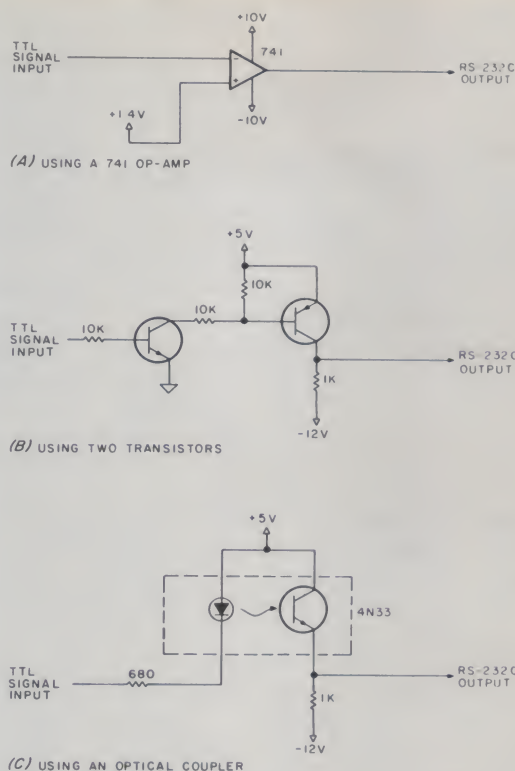 +10V
TTL
SIGNAL
INPUT
741
-
+
RS-232C
OUTPUT
+1 4V
-10V
(A) USING A 741 OP-AMP
+5V
10K
10K
TTL
SIGNAL
INPUT
10K
RS-232C
OUTPUT
1K
-12V
(B) USING TWO TRANSISTORS
+5V
4N33
TTL
SIGNAL
INPUT
680
RS-232C
OUTPUT
1K
-12V
(C) USING AN OPTICAL COUPLER